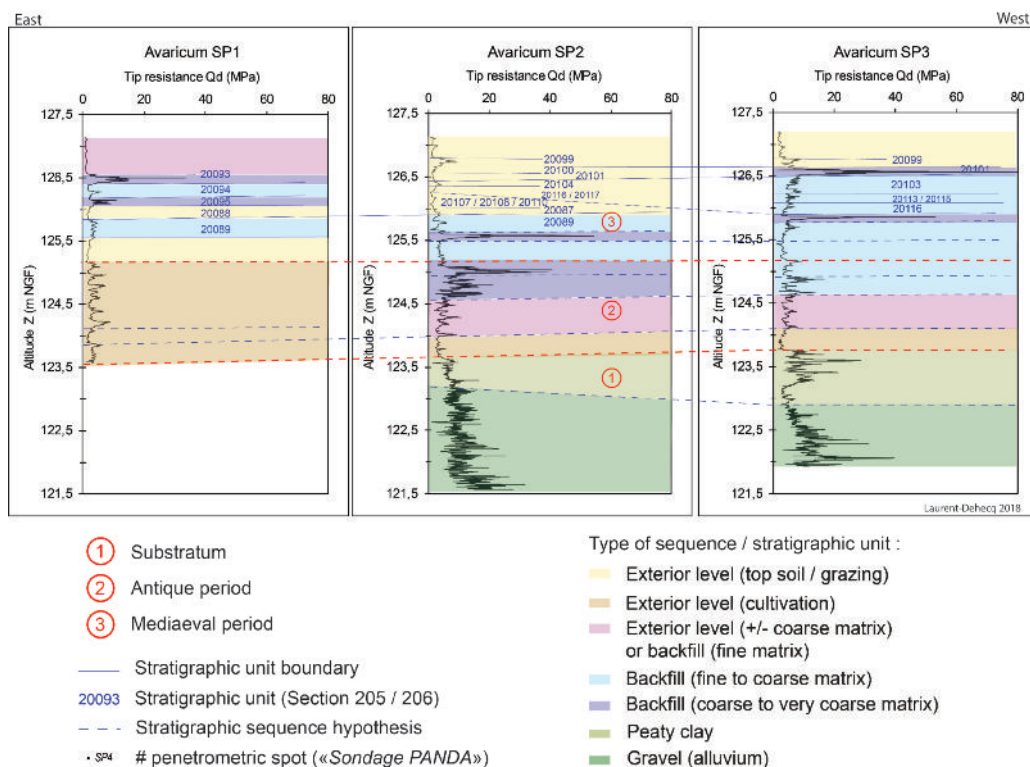 East
West
Avaricum SP1
Tip resistance Qd (MPa)
0 20 40 60 80
127,5
126,5
125,5
124,5
123,5
122,5
121,5
Altitude Z (m NGF)
20093
20094
20095
20088
20089
Avaricum SP2
Tip resistance Qd (MPa)
0 20 40 60 80
127,5
126,5
125,5
124,5
123,5
122,5
121,5
Altitude Z (m NGF)
20099
20100
20101
20104
20116 / 20117
20107 / 20108 /
20087
20089
3
2
1
Avaricum SP3
Tip resistance Qd (MPa)
0 20 40 60 80
127,5
126,5
125,5
124,5
123,5
122,5
121,5
Altitude Z (m NGF)
20099
20101
20103
20113 / 20115
20116
Laurent-Dehecq 2018
1 Substratum
2 Antique period
3 Mediaeval period
Stratigraphic unit boundary
20093 Stratigraphic unit (Section 205 / 206)
Stratigraphic sequence hypothesis
• SP4 # penetrometric spot («Sondage PANDA»)
Type of sequence / stratigraphic unit :
Exterior level (top soil / grazing)
Exterior level (cultivation)
Exterior level (+/- coarse matrix)
or backfill (fine matrix)
Backfill (fine to coarse matrix)
Backfill (coarse to very coarse matrix)
Peaty clay
Gravel (alluvium)